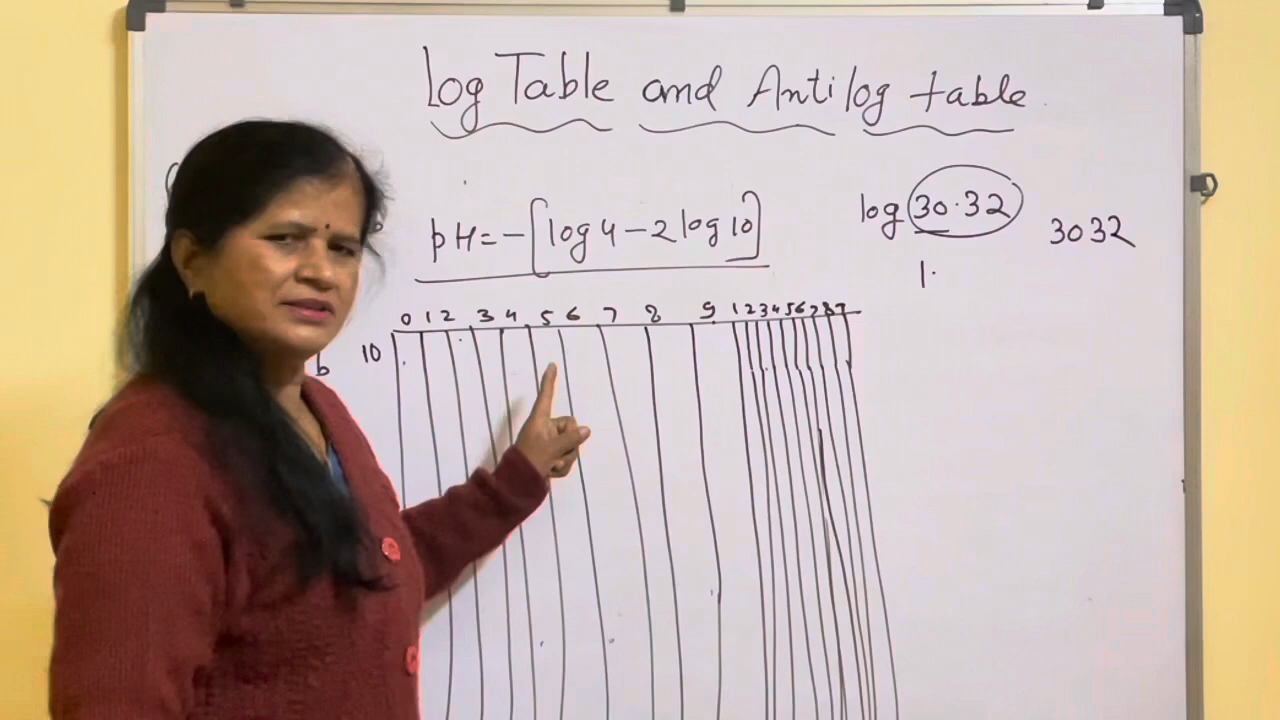 log Table and Antilog table
pH = - [log 4 - 2 log 10]
log 30.32
3032
1.
0 1 2 3 4 5 6 7 8 9 1 2 3 4 5 6 7 8 9
10
b